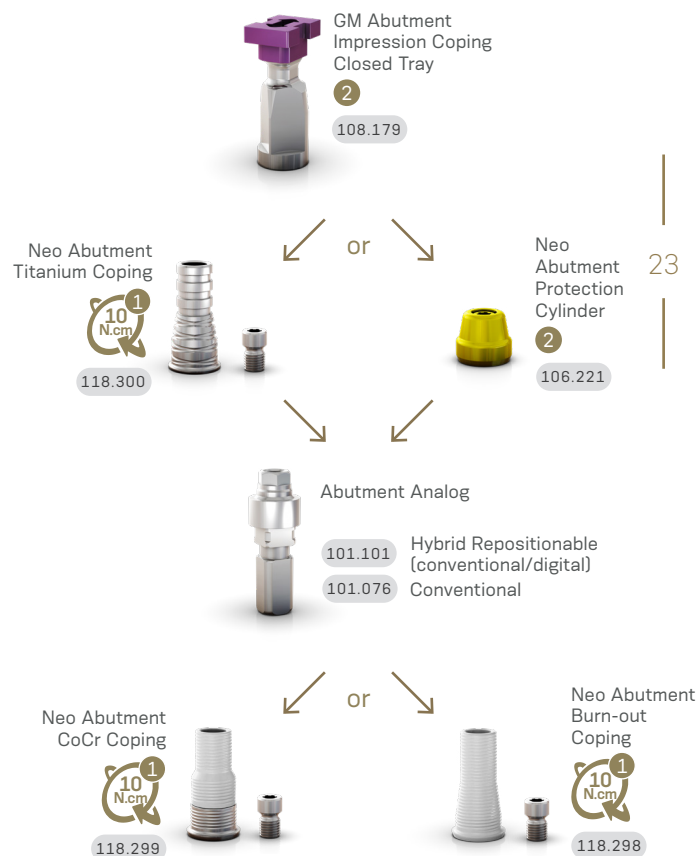 GM Abutment
Impression Coping
Closed Tray
2
108.179
or
Neo Abutment
Titanium Coping
1
10
N.cm
118.300
Neo
Abutment
Protection
Cylinder
2
106.221
23
Abutment Analog
101.101 Hybrid Repositionable
(conventional/digital)
101.076 Conventional
or
Neo Abutment
CoCr Coping
1
10
N.cm
118.299
Neo Abutment
Burn-out
Coping
1
10
N.cm
118.298